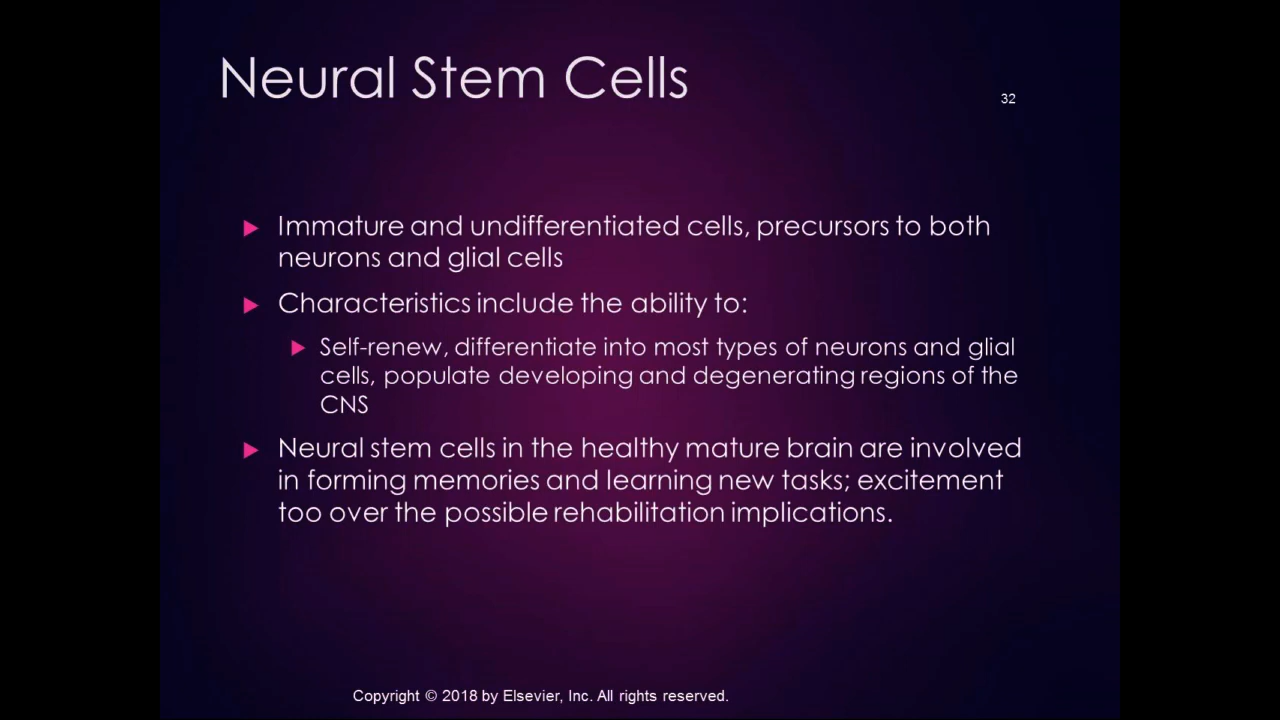 Neural Stem Cells
32
Immature and undifferentiated cells, precursors to both
neurons and glial cells
Characteristics include the ability to:
Self-renew, differentiate into most types of neurons and glial
cells, populate developing and degenerating regions of the
CNS
Neural stem cells in the healthy mature brain are involved
in forming memories and learning new tasks; excitement
too over the possible rehabilitation implications.
Copyright © 2018 by Elsevier, Inc. All rights reserved.